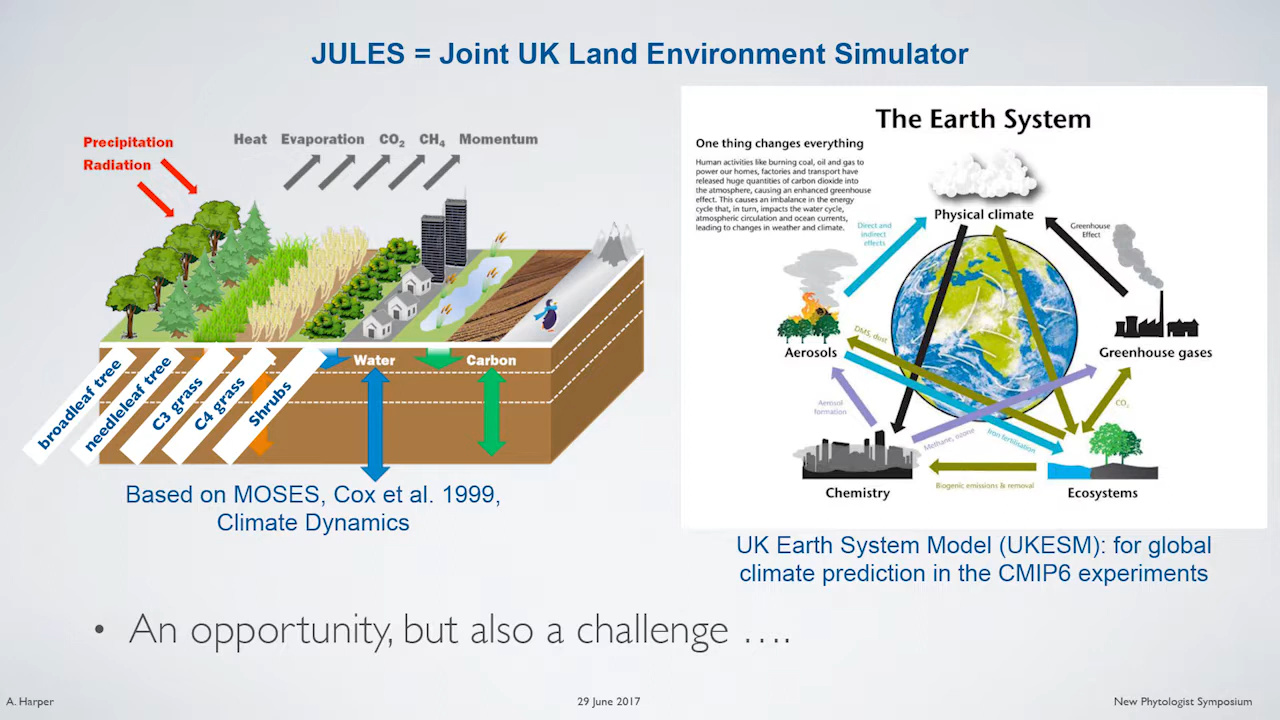 JULES = Joint UK Land Environment Simulator
Precipitation
Radiation
Heat Evaporation CO₂ CH₄ Momentum
Water
Carbon
broadleaf tree
needleleaf tree
C3 grass
C4 grass
Shrubs
Based on MOSES, Cox et al. 1999,
Climate Dynamics
The Earth System
One thing changes everything
Human activities like burning coal, oil and gas to
power our homes, factories and transport have
released huge quantities of carbon dioxide into
the atmosphere, causing an enhanced greenhouse
effect. This causes an imbalance in the energy
cycle that, in turn, impacts the water cycle,
atmospheric circulation and ocean currents,
leading to changes in weather and climate.
Physical climate
Direct and
indirect
effects
Greenhouse
Effect
DMS, dust
Aerosols
Greenhouse gases
Aerosol
formation
CO₂
Methane, ozone
Iron fertilisation
Chemistry
Biogenic emissions & removal
Ecosystems
UK Earth System Model (UKESM): for global
climate prediction in the CMIP6 experiments
• An opportunity, but also a challenge ....
A. Harper
29 June 2017
New Phytologist Symposium